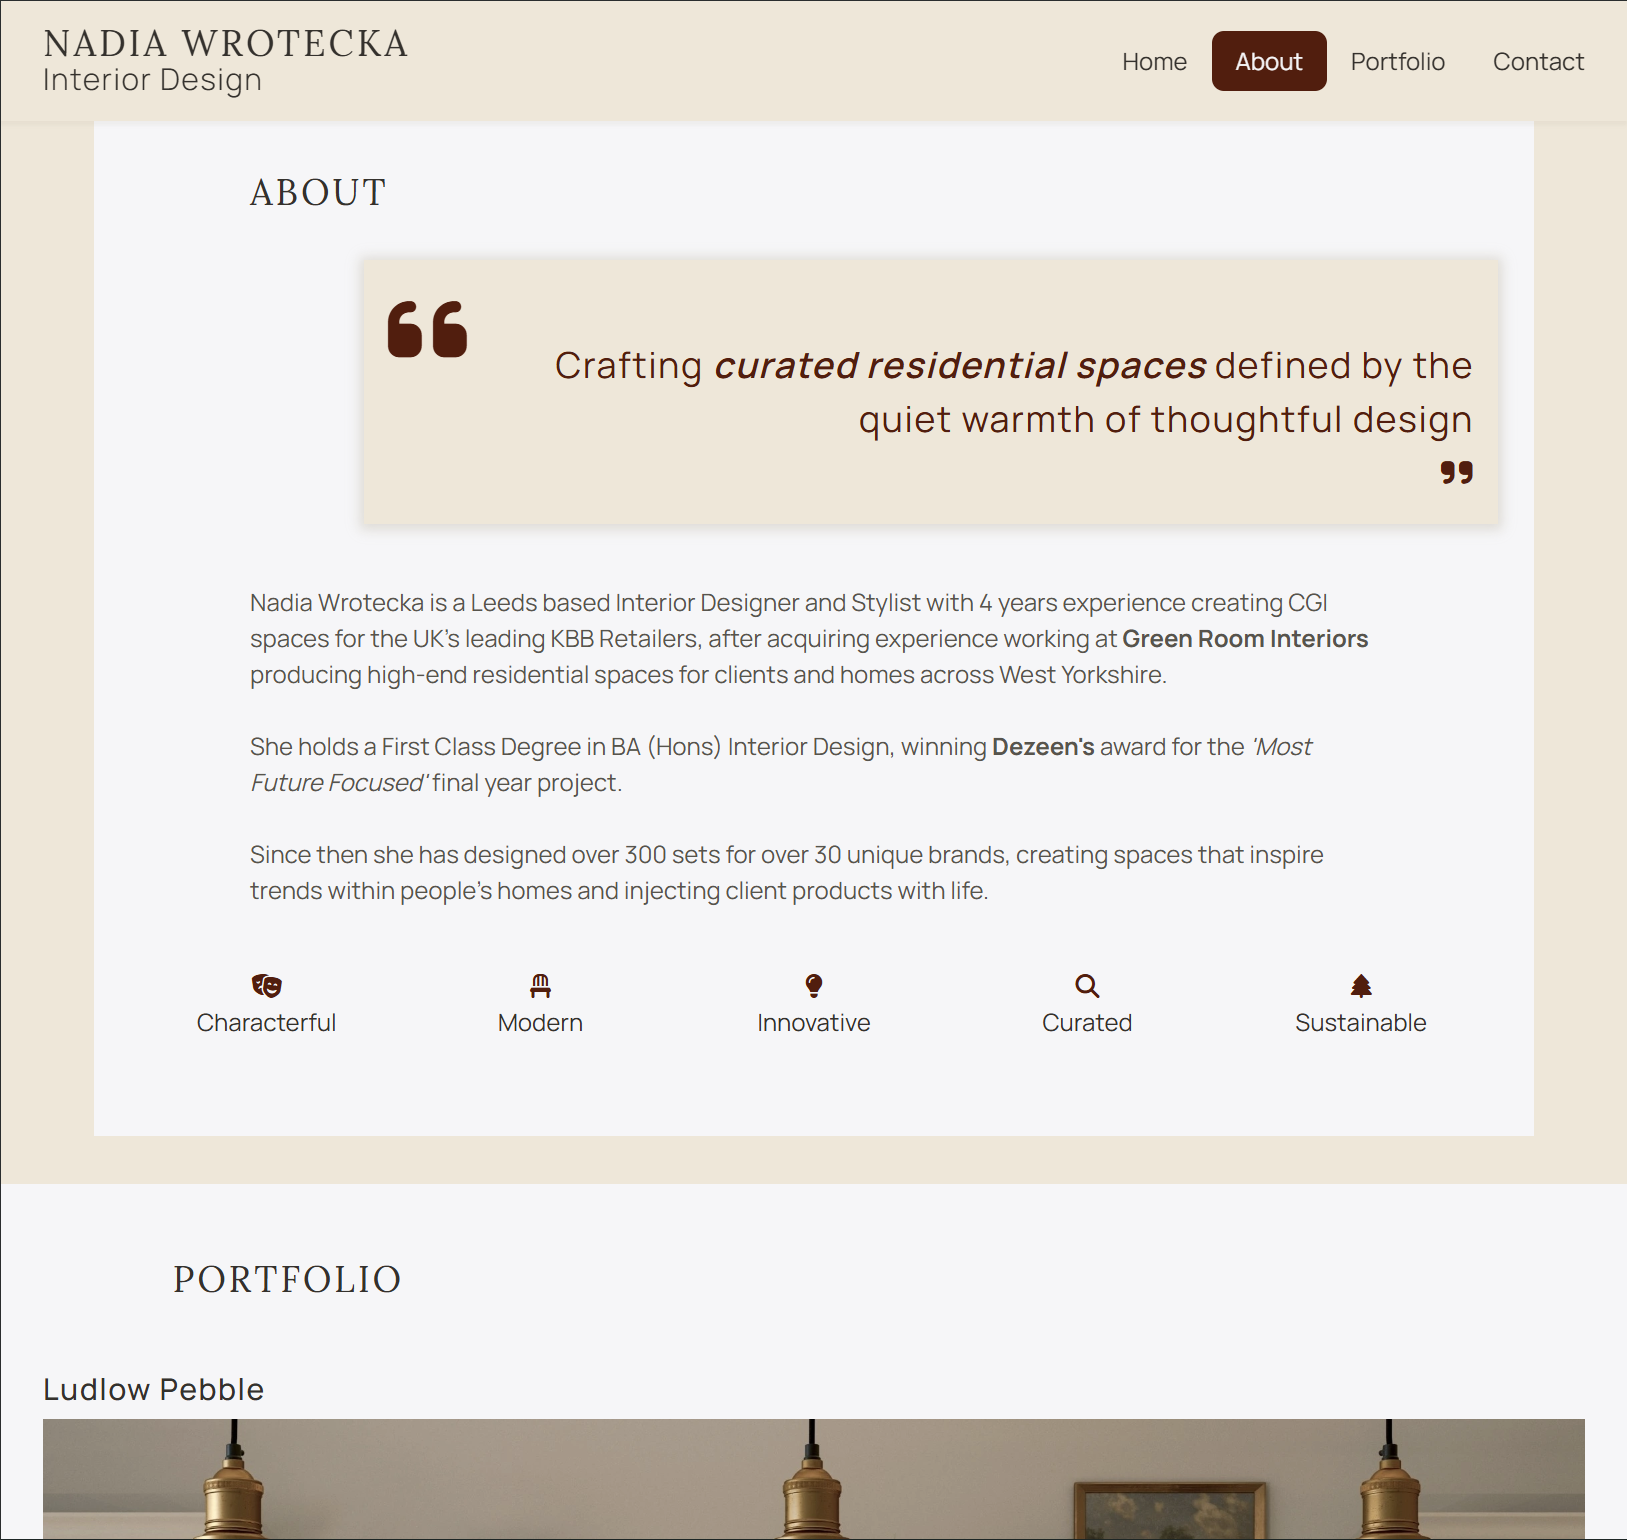 NADIA WROTECKA
Interior Design
Home
About
Portfolio
Contact
ABOUT
“
Crafting curated residential spaces defined by the
quiet warmth of thoughtful design
”
Nadia Wrotecka is a Leeds based Interior Designer and Stylist with 4 years experience creating CGI
spaces for the UK's leading KBB Retailers, after acquiring experience working at Green Room Interiors
producing high-end residential spaces for clients and homes across West Yorkshire.
She holds a First Class Degree in BA (Hons) Interior Design, winning Dezeen's award for the 'Most
Future Focused' final year project.
Since then she has designed over 300 sets for over 30 unique brands, creating spaces that inspire
trends within people's homes and injecting client products with life.
Characterful
Modern
Innovative
Curated
Sustainable
PORTFOLIO
Ludlow Pebble